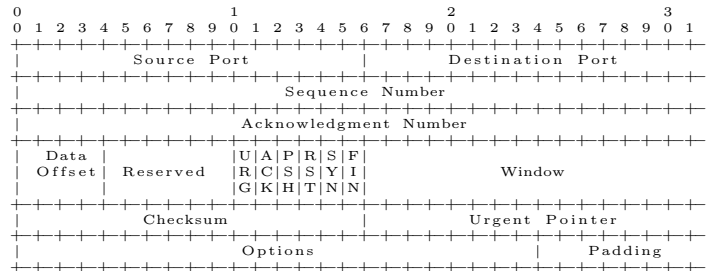 0                   1                   2                   3
0 1 2 3 4 5 6 7 8 9 0 1 2 3 4 5 6 7 8 9 0 1 2 3 4 5 6 7 8 9 0 1
+-+-+-+-+-+-+-+-+-+-+-+-+-+-+-+-+-+-+-+-+-+-+-+-+-+-+-+-+-+-+-+
| Source Port | Destination Port
+-+-+-+-+-+-+-+-+-+-+-+-+-+-+-+-+-+-+-+-+-+-+-+-+-+-+-+-+-+-+-+
| Sequence Number
+-+-+-+-+-+-+-+-+-+-+-+-+-+-+-+-+-+-+-+-+-+-+-+-+-+-+-+-+-+-+-+
| Acknowledgment Number
+-+-+-+-+-+-+-+-+-+-+-+-+-+-+-+-+-+-+-+-+-+-+-+-+-+-+-+-+-+-+-+
| Data | |U|A|P|R|S|F|
| Offset| Reserved |R|C|S|S|Y|I| Window
| | |G|K|H|T|N|N|
+-+-+-+-+-+-+-+-+-+-+-+-+-+-+-+-+-+-+-+-+-+-+-+-+-+-+-+-+-+-+-+
| Checksum | Urgent Pointer
+-+-+-+-+-+-+-+-+-+-+-+-+-+-+-+-+-+-+-+-+-+-+-+-+-+-+-+-+-+-+-+
| Options | Padding
+-+-+-+-+-+-+-+-+-+-+-+-+-+-+-+-+-+-+-+-+-+-+-+-+-+-+-+-+-+-+-+